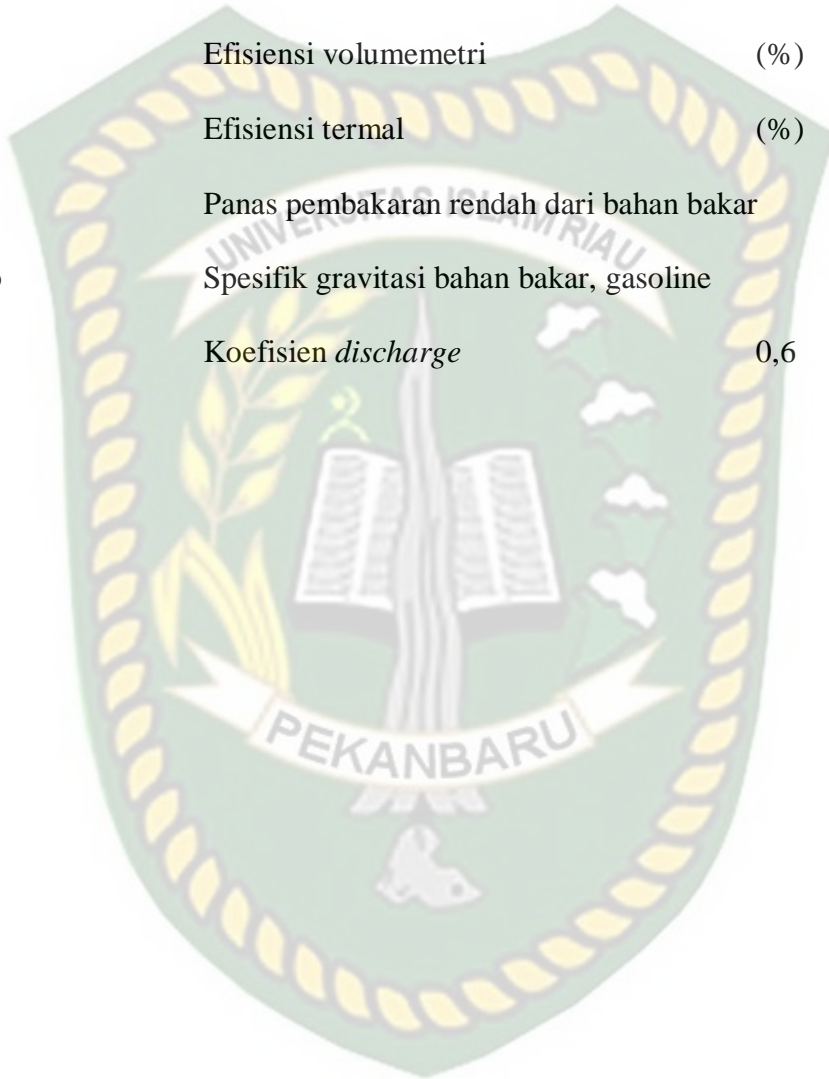 Efisiensi volumemetri (%)
Efisiensi termal (%)
Panas pembakaran rendah dari bahan bakar
UNIVERSITAS ISLAM RIAU
Spesifik gravitasi bahan bakar, gasoline
Koefisien discharge 0,6
PEKANBARU